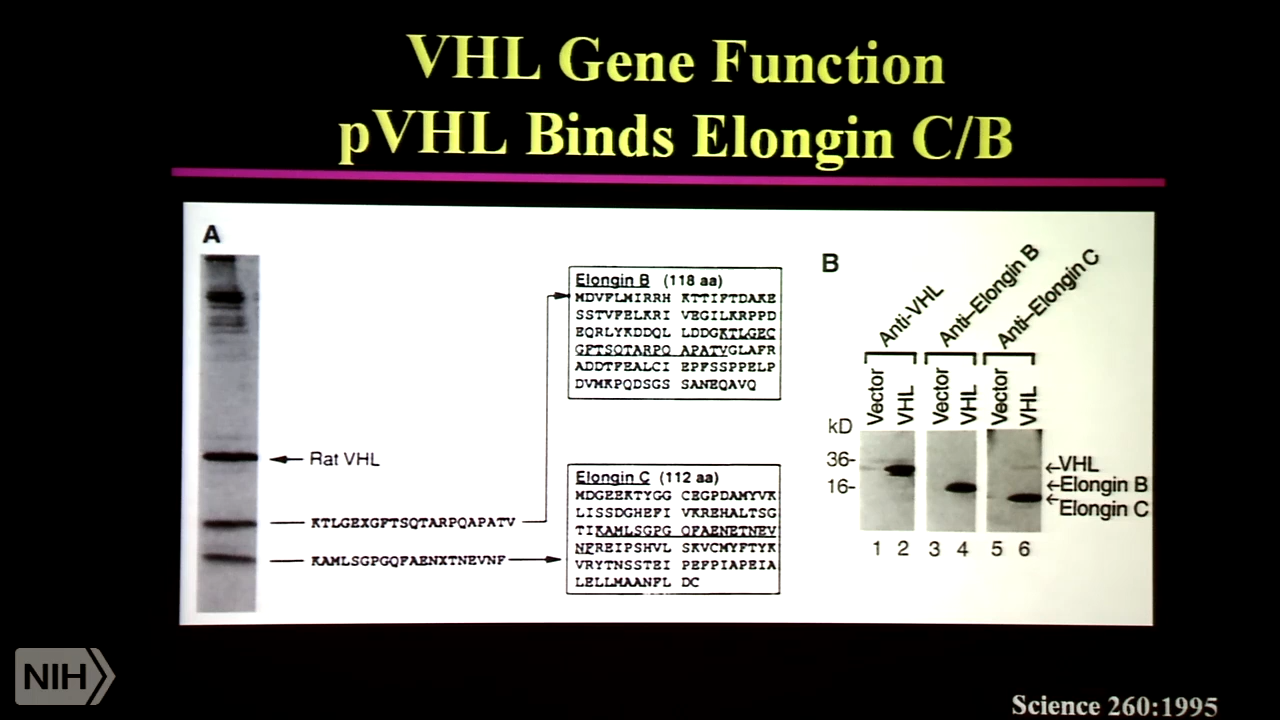 VHL Gene Function
pVHL Binds Elongin C/B
A
Rat VHL
KTLGEXGFTSQTARPQAPATV
KAMLSGPGQFAENXTNEVNF
Elongin B (118 aa)
MDVFLMIRRH KTTIFTDAKE
SSTVFELKRI VEGILKRPPD
EQRLYKDDQL LDDGKTLGEC
GFTSQTARPQ APATVGLAFR
ADDTFEALCI EPFSSPPELP
DVMKPQDSGS SANEQAVQ
Elongin C (112 aa)
MDGEEKTYGG CEGPDAMYVK
LISSDGHEFI VKREHALTSG
TIKAMLSGPG QFAENETNEV
NFREIPSHVL SKVCMYFTYK
VRYTNSSTEI PEFPIAPEIA
LELLMAANFL DC
B
Anti-VHL
Anti-Elongin B
Anti-Elongin C
Vector
VHL
Vector
VHL
Vector
VHL
kD
36-
16-
VHL
Elongin B
Elongin C
1 2 3 4 5 6
NIH
Science 260:1995